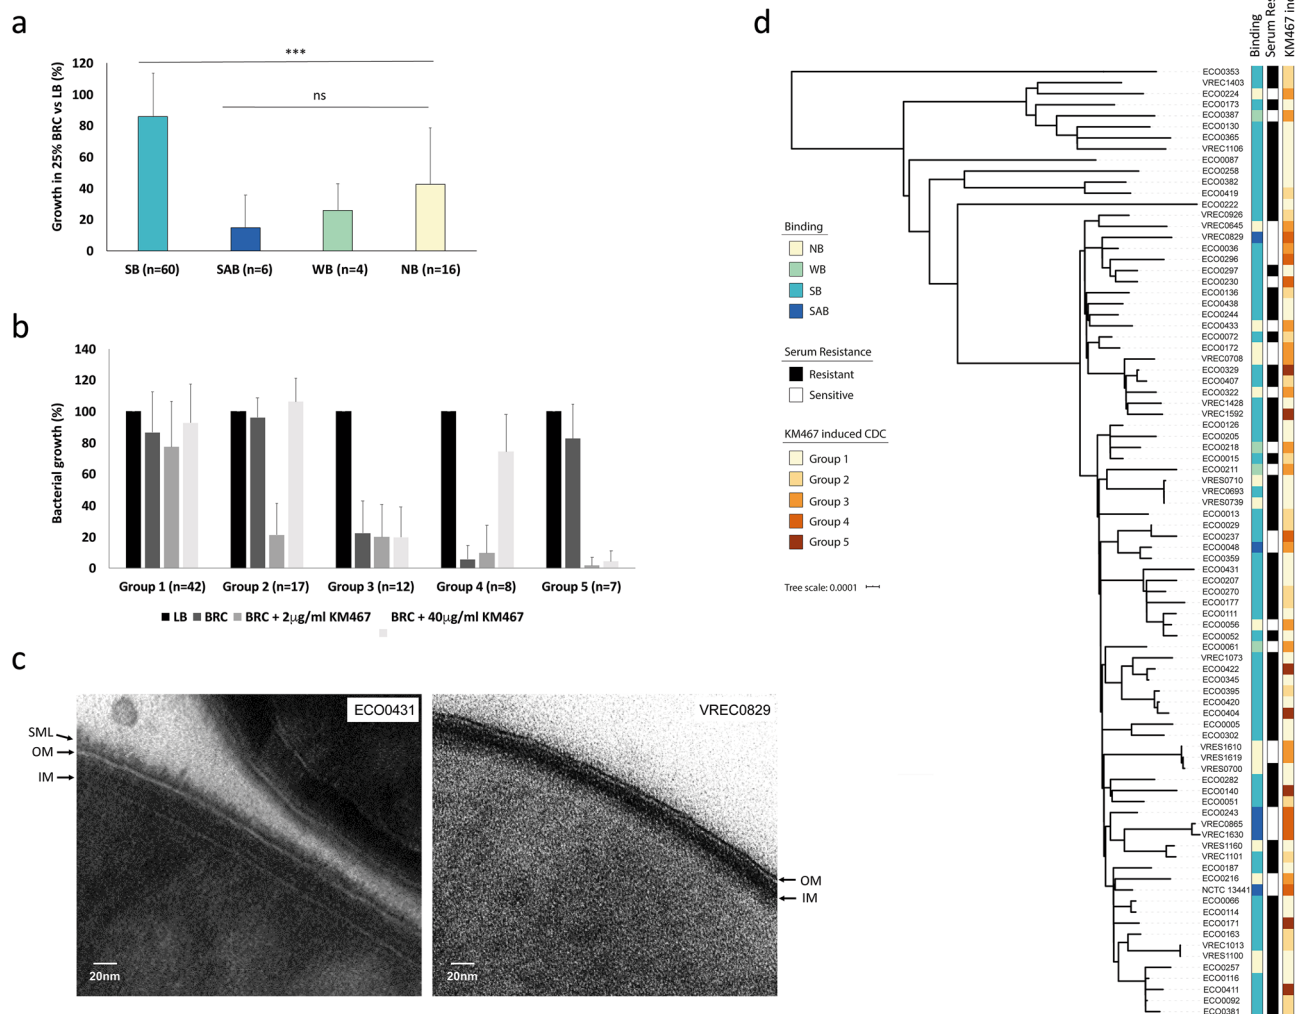 a
Growth in 25% BRC vs LB (%)
120
100
80
60
40
20
0
***
ns
SB (n=60)
SAB (n=6)
WB (n=4)
NB (n=16)
b
Bacterial growth (%)
140
120
100
80
60
40
20
0
Group 1 (n=42)
Group 2 (n=17)
Group 3 (n=12)
Group 4 (n=8)
Group 5 (n=7)
LB
BRC
BRC + 2µg/ml KM467
BRC + 40µg/ml KM467
c
ECO0431
SML
OM
IM
20nm
VREC0829
OM
IM
20nm
d
Binding
NB
WB
SB
SAB
Serum Resistance
Resistant
Sensitive
KM467 induced CDC
Group 1
Group 2
Group 3
Group 4
Group 5
Tree scale: 0.0001
Binding
Serum Res
KM467 ind
ECO0353
VREC1403
ECO0224
ECO0173
ECO0387
ECO0130
ECO0365
VREC1106
ECO0087
ECO0258
ECO0382
ECO0419
ECO0222
VREC0926
VREC0645
VREC0829
ECO0036
ECO0296
ECO0297
ECO0230
ECO0136
ECO0438
ECO0244
ECO0433
ECO0072
ECO0172
VREC0708
ECO0329
ECO0407
ECO0322
VREC1428
VREC1592
ECO0126
ECO0205
ECO0218
ECO0015
ECO0211
VRES0710
VREC0693
VRES0739
ECO0013
ECO0029
ECO0237
ECO0048
ECO0359
ECO0431
ECO0207
ECO0270
ECO0177
ECO0111
ECO0056
ECO0052
ECO0061
VREC1073
ECO0422
ECO0345
ECO0395
ECO0420
ECO0404
ECO0005
ECO0302
VRES1610
VRES1619
VRES0700
ECO0282
ECO0140
ECO0051
ECO0243
VREC0865
VREC1630
VRES1160
VREC1101
ECO0187
ECO0216
NCTC 13441
ECO0066
ECO0114
ECO0171
ECO0163
VREC1013
VRES1100
ECO0257
ECO0116
ECO0411
ECO0092
ECO0381